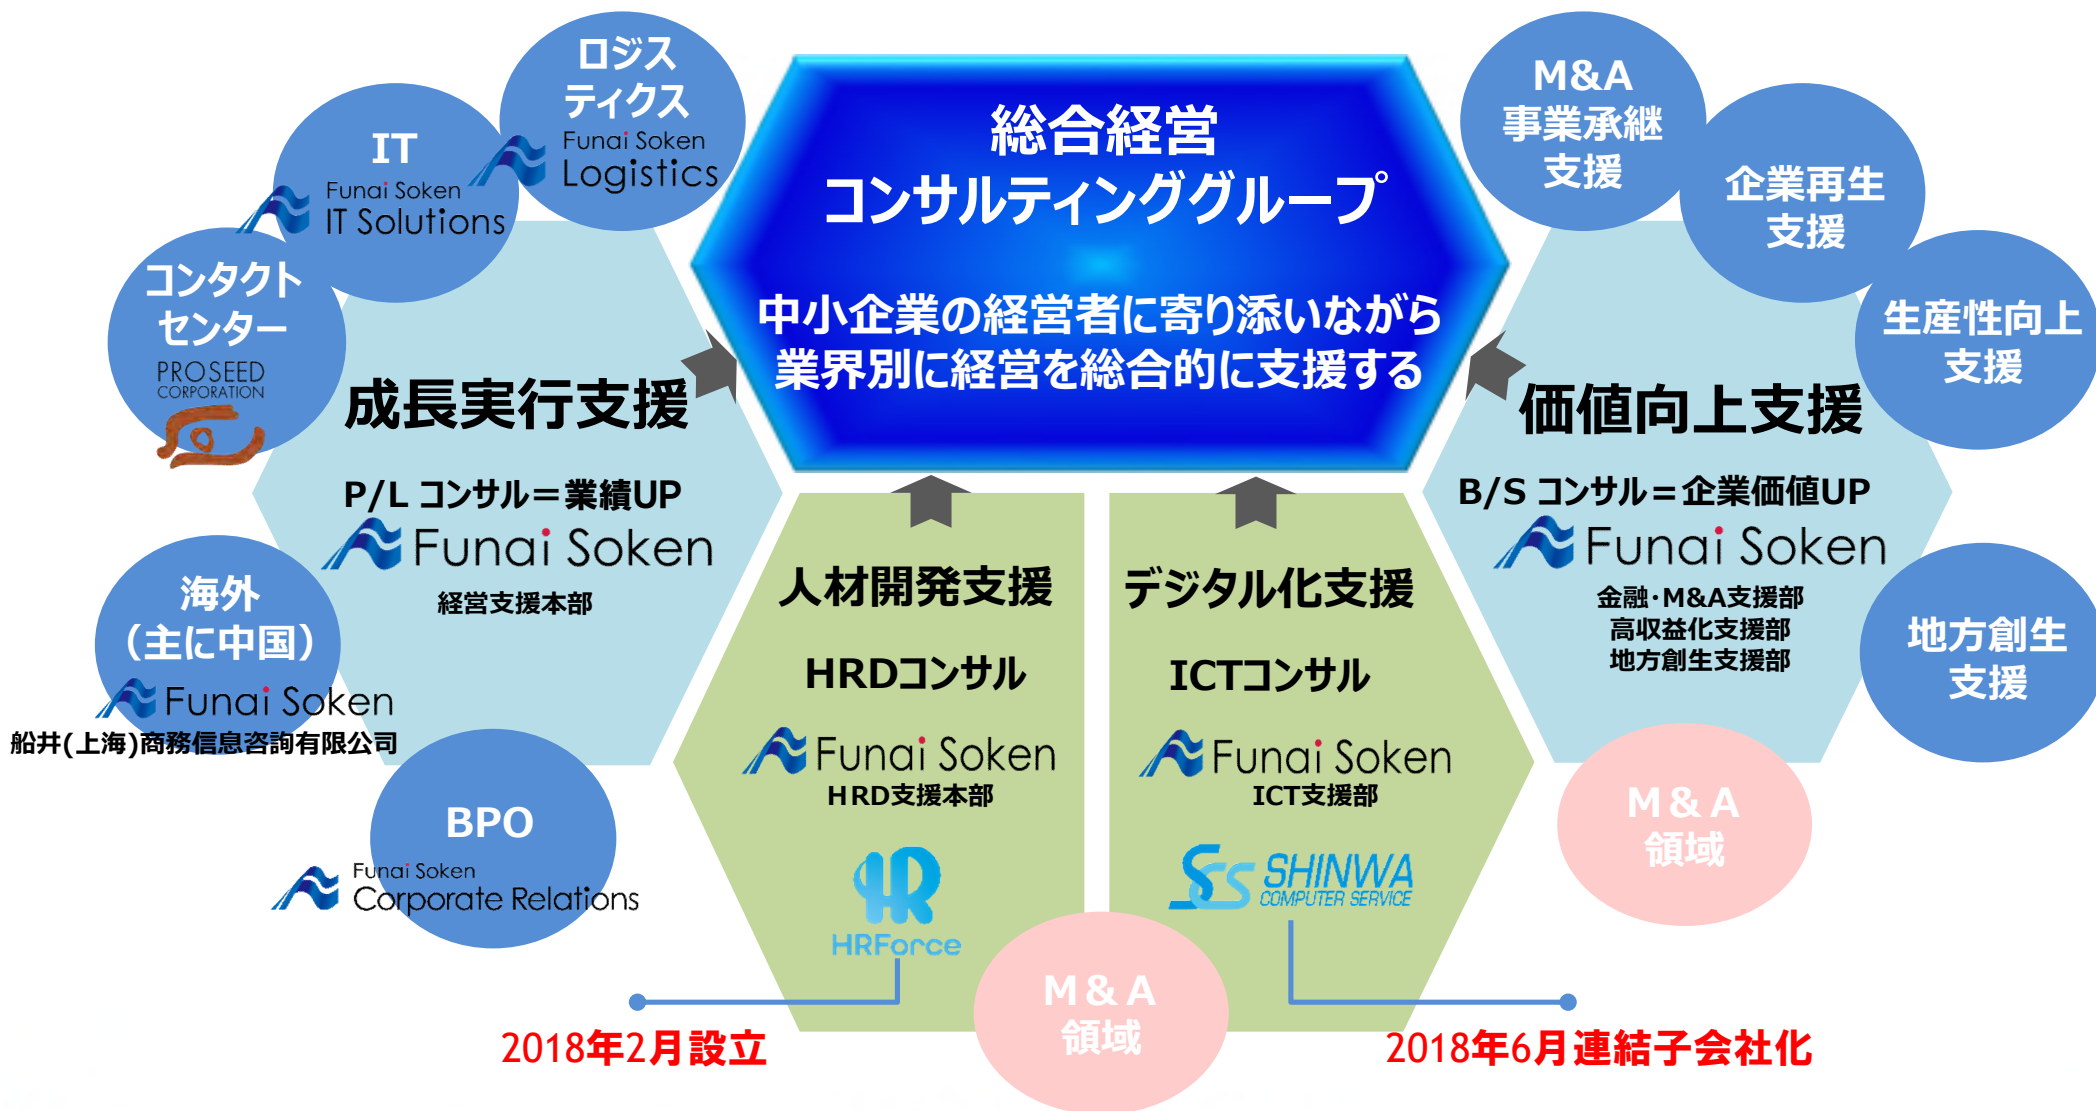 ロジス
ティクス
Funai Soken
Logistics
IT
Funai Soken
IT Solutions
コンタクト
センター
PROSEED
CORPORATION
総合経営
コンサルティンググループ
中小企業の経営者に寄り添いながら
業界別に経営を総合的に支援する
M&A
事業承継
支援
企業再生
支援
生産性向上
支援
成長実行支援
P/L コンサル＝業績UP
Funai Soken
経営支援本部
海外
（主に中国）
Funai Soken
船井(上海)商務信息咨詢有限公司
BPO
Funai Soken
Corporate Relations
人材開発支援
HRDコンサル
Funai Soken
HRD支援本部
HR
HRForce
2018年2月設立
デジタル化支援
ICTコンサル
Funai Soken
ICT支援部
SCS SHINWA
COMPUTER SERVICE
2018年6月連結子会社化
M&A
領域
価値向上支援
B/S コンサル＝企業価値UP
Funai Soken
金融・M&A支援部
高収益化支援部
地方創生支援部
地方創生
支援
M&A
領域